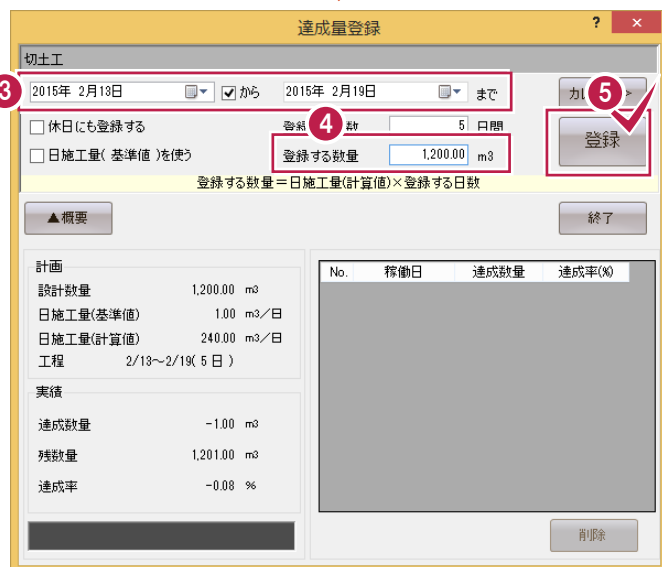 達成量登録 ? ×
切土工
3 2015年 2月13日 から 2015年 2月19日 まで
5
休日にも登録する 5 日間
4
日施工量( 基準値 )を使う 登録する数量 1,200.00 m3 登録
登録する数量=日施工量(計算値)×登録する日数
▲概要 終了
計画
設計数量 1,200.00 m3
日施工量(基準値) 1.00 m3/日
日施工量(計算値) 240.00 m3/日
工程 2/13~2/19( 5 日 )
実績
達成数量 -1.00 m3
残数量 1,201.00 m3
達成率 -0.08 %
No. 稼働日 達成数量 達成率(%)
削除